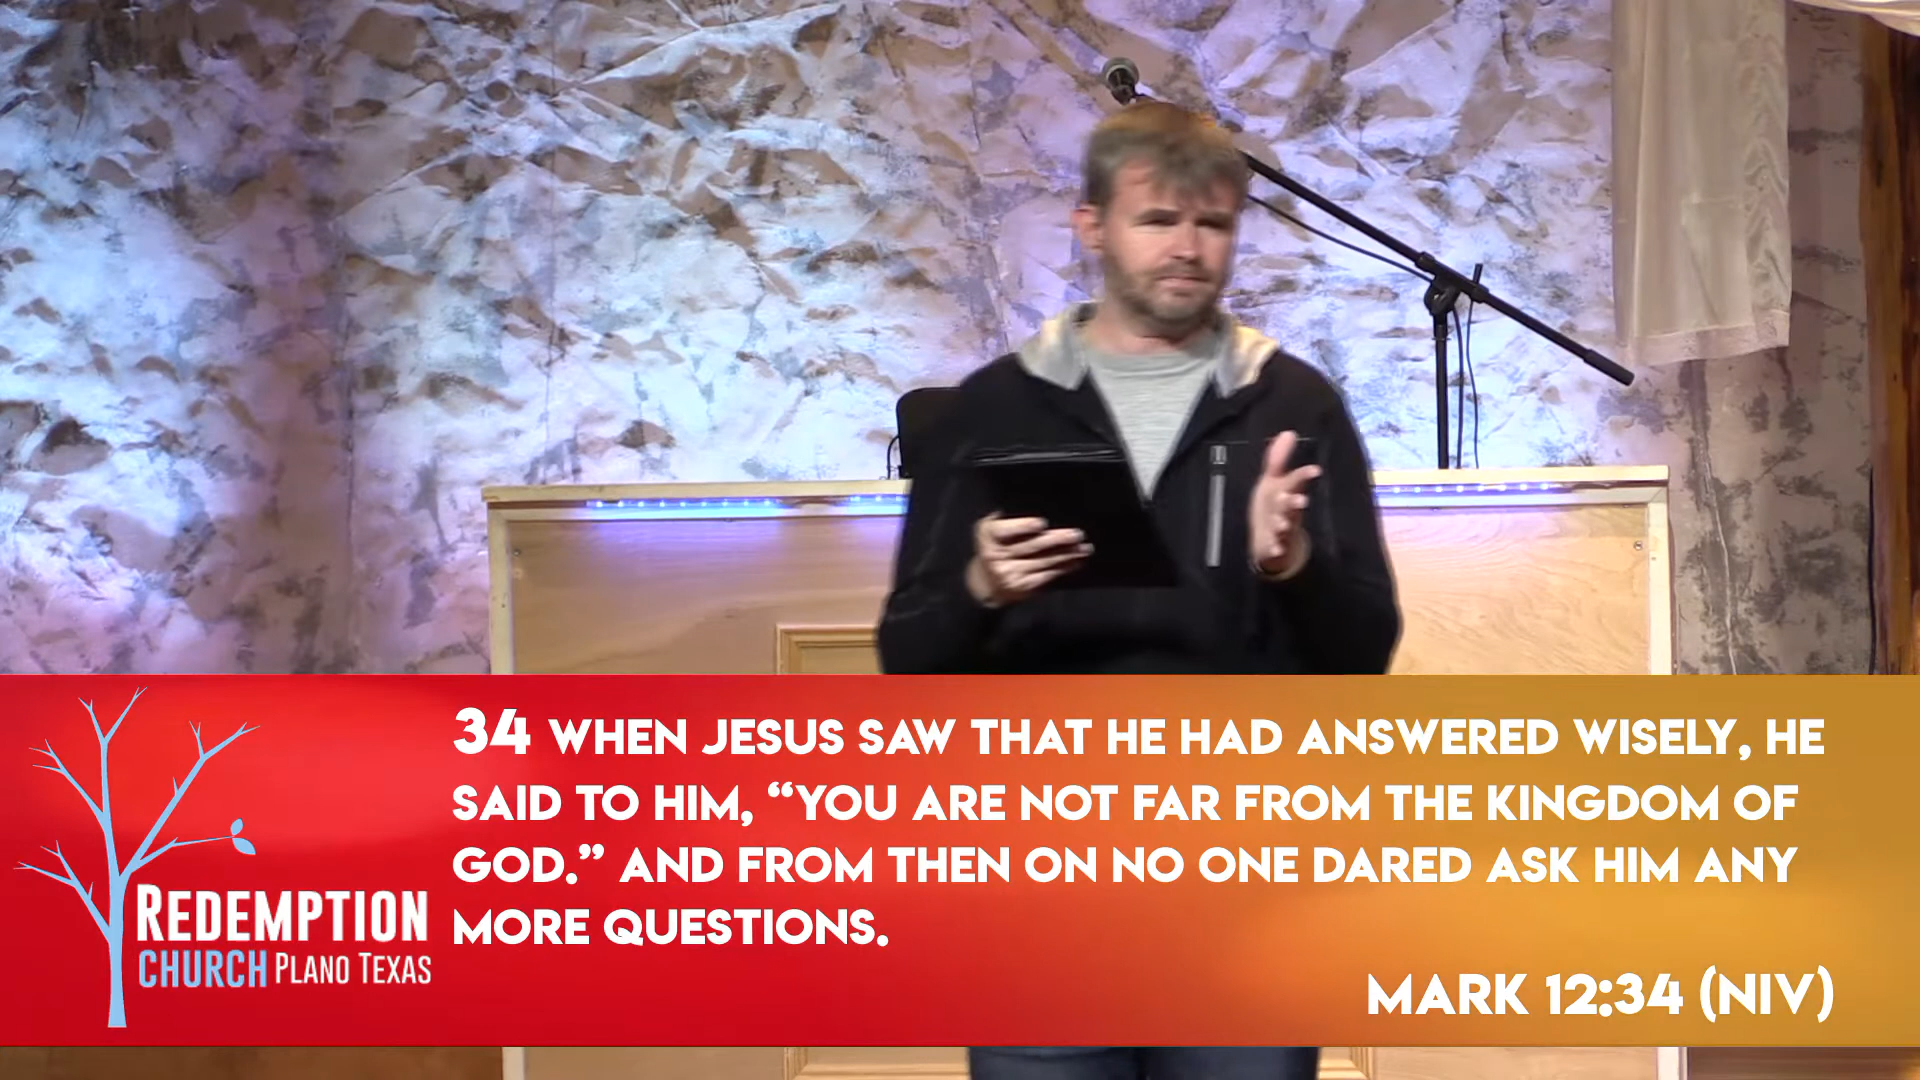 34 WHEN JESUS SAW THAT HE HAD ANSWERED WISELY, HE
SAID TO HIM, “YOU ARE NOT FAR FROM THE KINGDOM OF
GOD.” AND FROM THEN ON NO ONE DARED ASK HIM ANY
MORE QUESTIONS.
MARK 12:34 (NIV)
REDEMPTION
CHURCH PLANO TEXAS